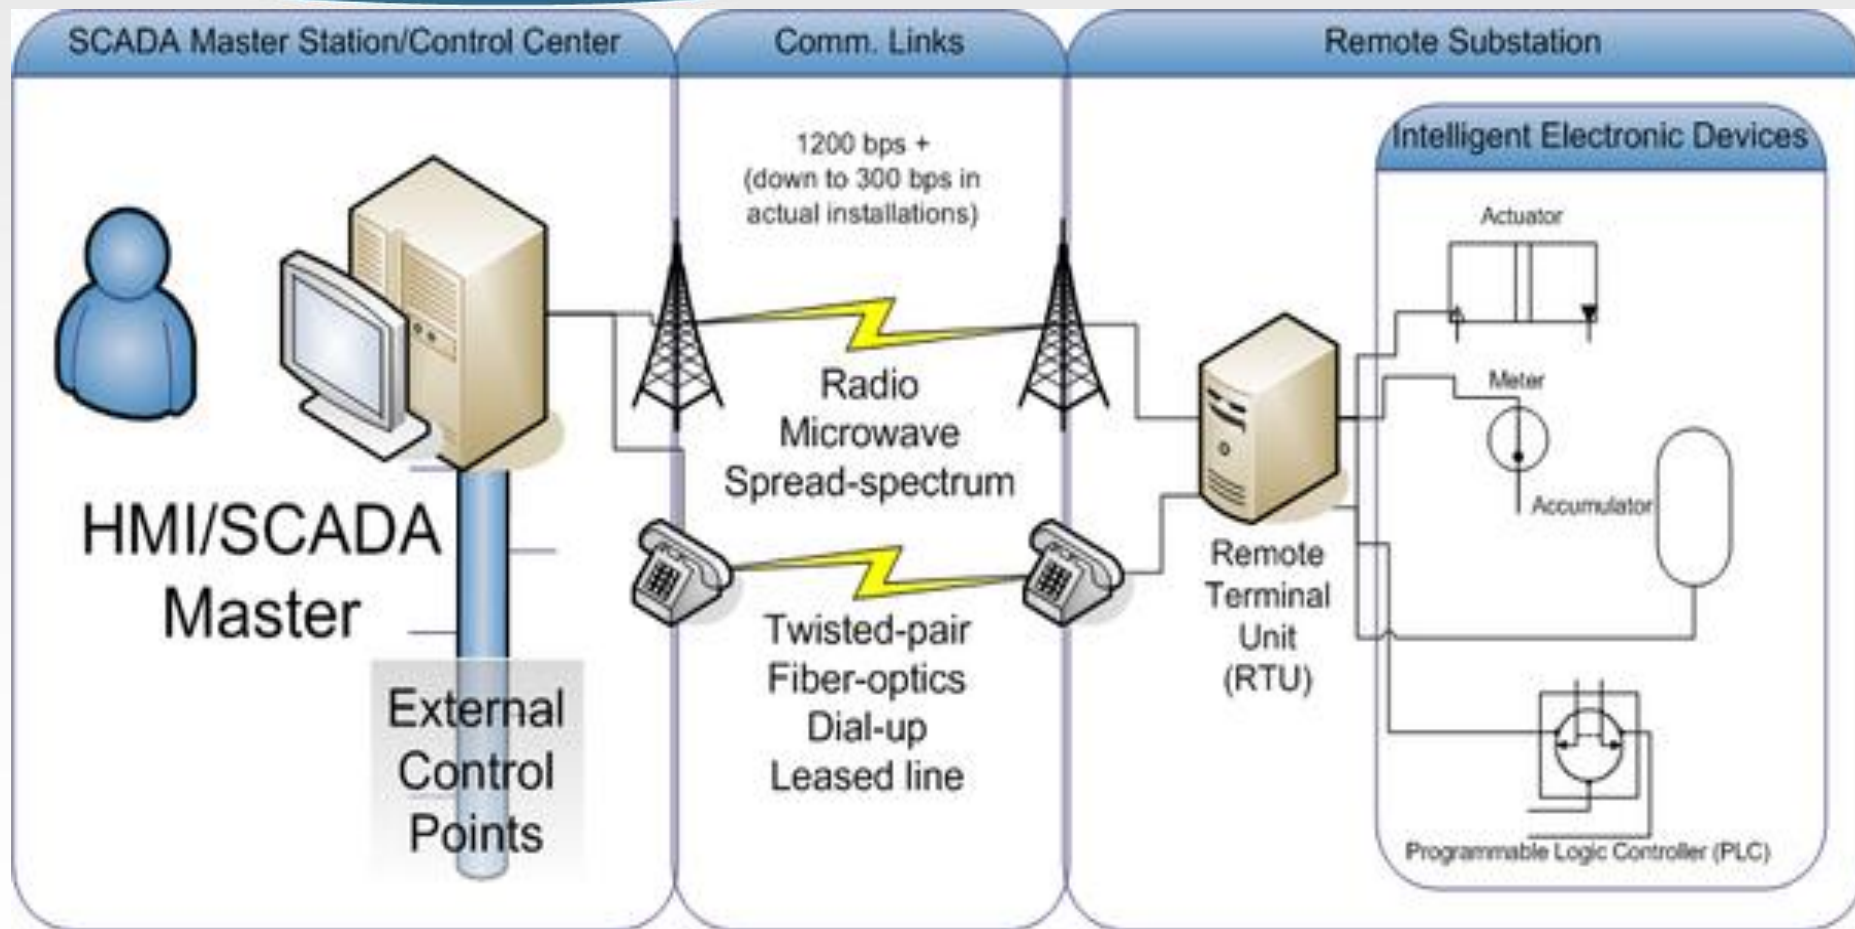 SCADA Master Station/Control Center
Comm. Links
Remote Substation
1200 bps +
(down to 300 bps in
actual installations)
Intelligent Electronic Devices
Actuator
Meter
Accumulator
Radio
Microwave
Spread-spectrum
HMI/SCADA
Master
Remote
Terminal
Unit
(RTU)
Twisted-pair
Fiber-optics
Dial-up
Leased line
External
Control
Points
Programmable Logic Controller (PLC)